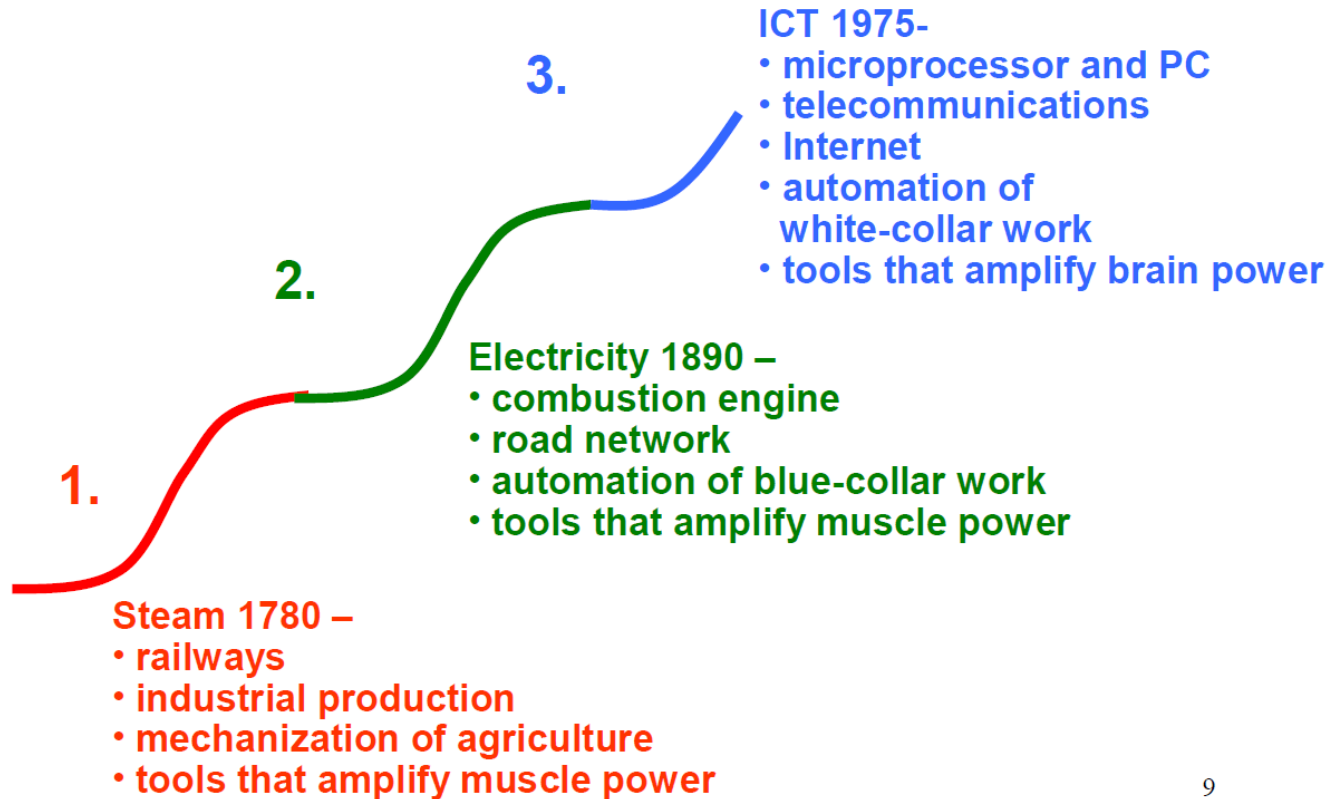 3.
ICT 1975-
• microprocessor and PC
• telecommunications
• Internet
• automation of
white-collar work
• tools that amplify brain power
2.
Electricity 1890 –
• combustion engine
• road network
• automation of blue-collar work
• tools that amplify muscle power
1.
Steam 1780 –
• railways
• industrial production
• mechanization of agriculture
• tools that amplify muscle power
9